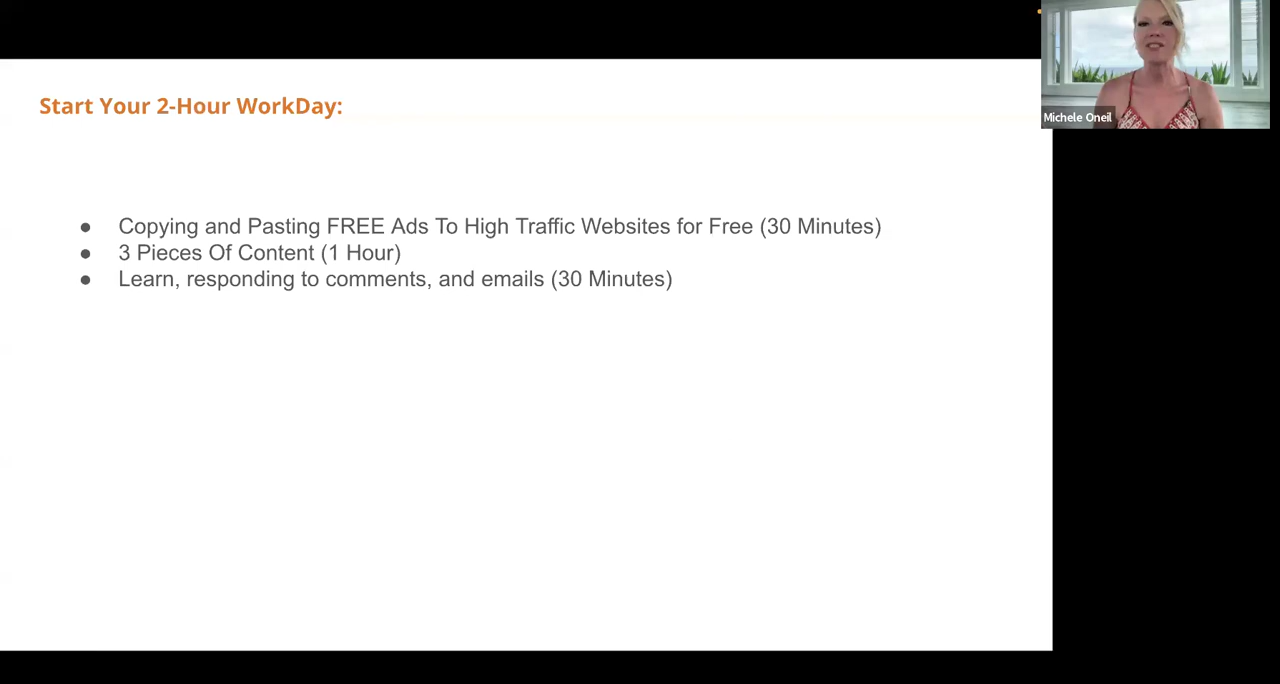 Start Your 2-Hour WorkDay:
● Copying and Pasting FREE Ads To High Traffic Websites for Free (30 Minutes)
● 3 Pieces Of Content (1 Hour)
● Learn, responding to comments, and emails (30 Minutes)
Michele Oneil